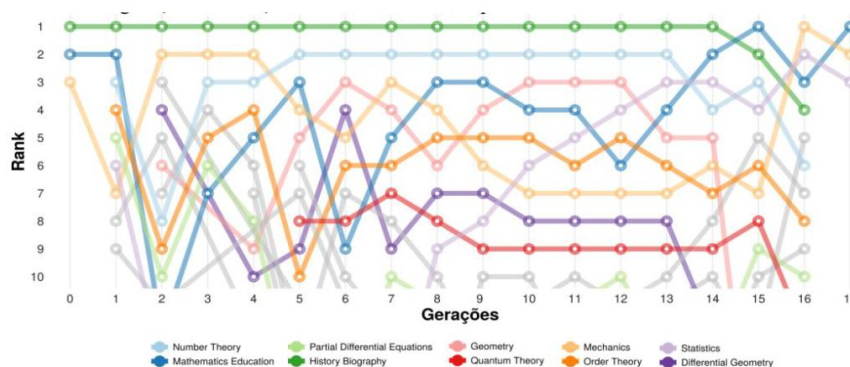 1
2
3
4
5
6
7
8
9
10
Rank
0 1 2 3 4 5 6 7 8 9 10 11 12 13 14 15 16
Gerações
Number Theory Partial Differential Equations Geometry Mechanics Statistics
Mathematics Education History Biography Quantum Theory Order Theory Differential Geometry